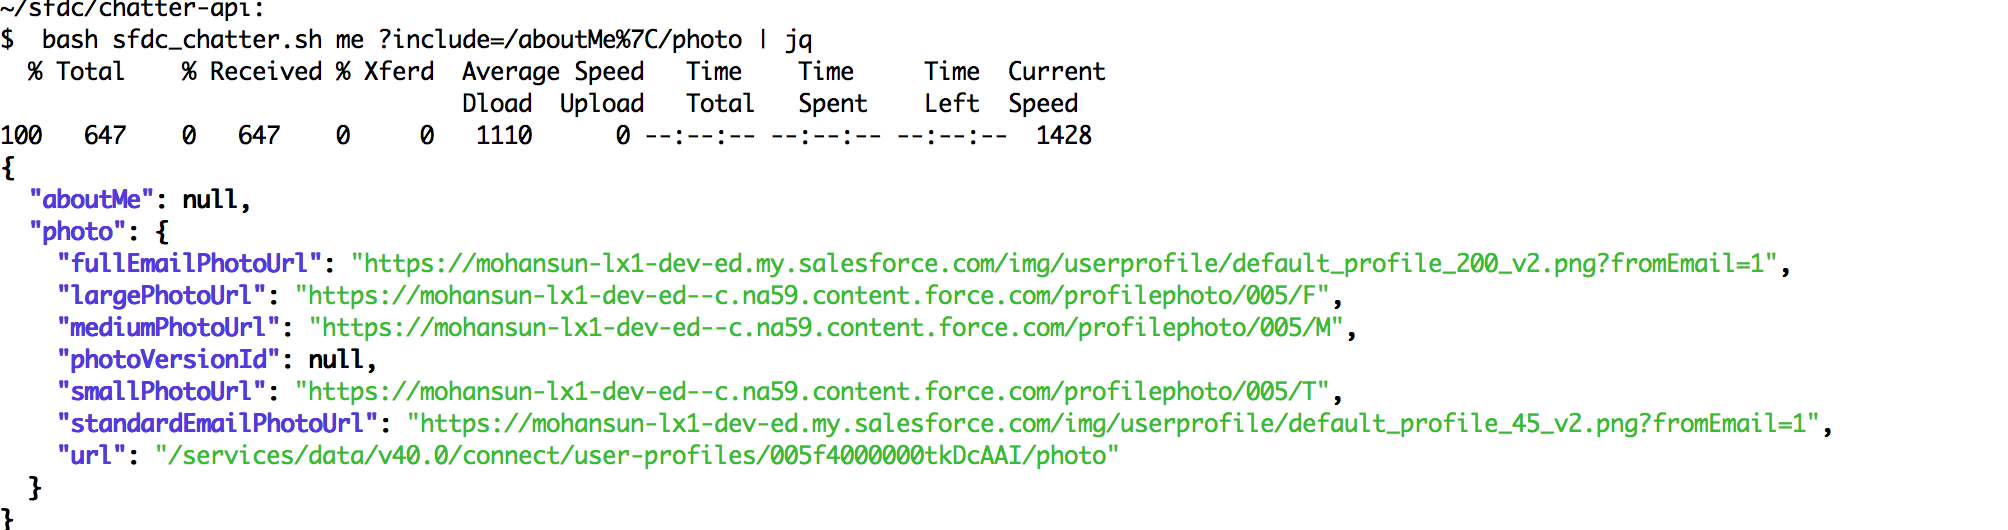 ~/sfdc/chatter-api:
$  bash sfdc_chatter.sh me ?include=/aboutMe%7C/photo | jq
  % Total    % Received % Xferd  Average Speed   Time    Time     Time  Current
                                 Dload  Upload   Total   Spent    Left  Speed
100   647    0   647    0     0   1110      0 --:--:-- --:--:-- --:--:--  1428
{
  "aboutMe": null,
  "photo": {
    "fullEmailPhotoUrl": "https://mohansun-lx1-dev-ed.my.salesforce.com/img/userprofile/default_profile_200_v2.png?fromEmail=1",
    "largePhotoUrl": "https://mohansun-lx1-dev-ed--c.na59.content.force.com/profilephoto/005/F",
    "mediumPhotoUrl": "https://mohansun-lx1-dev-ed--c.na59.content.force.com/profilephoto/005/M",
    "photoVersionId": null,
    "smallPhotoUrl": "https://mohansun-lx1-dev-ed--c.na59.content.force.com/profilephoto/005/T",
    "standardEmailPhotoUrl": "https://mohansun-lx1-dev-ed.my.salesforce.com/img/userprofile/default_profile_45_v2.png?fromEmail=1",
    "url": "/services/data/v40.0/connect/user-profiles/005f4000000tkDcAAI/photo"
  }
}